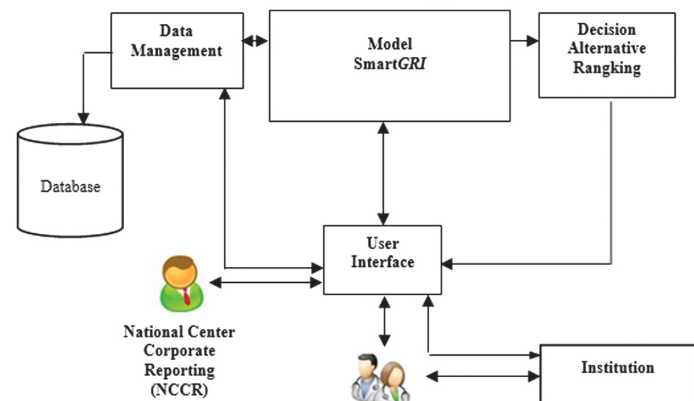 Data
Management
Model
SmartGRI
Decision
Alternative
Rangking
Database
User
Interface
National Center
Corporate
Reporting
(NCCR)
Institution